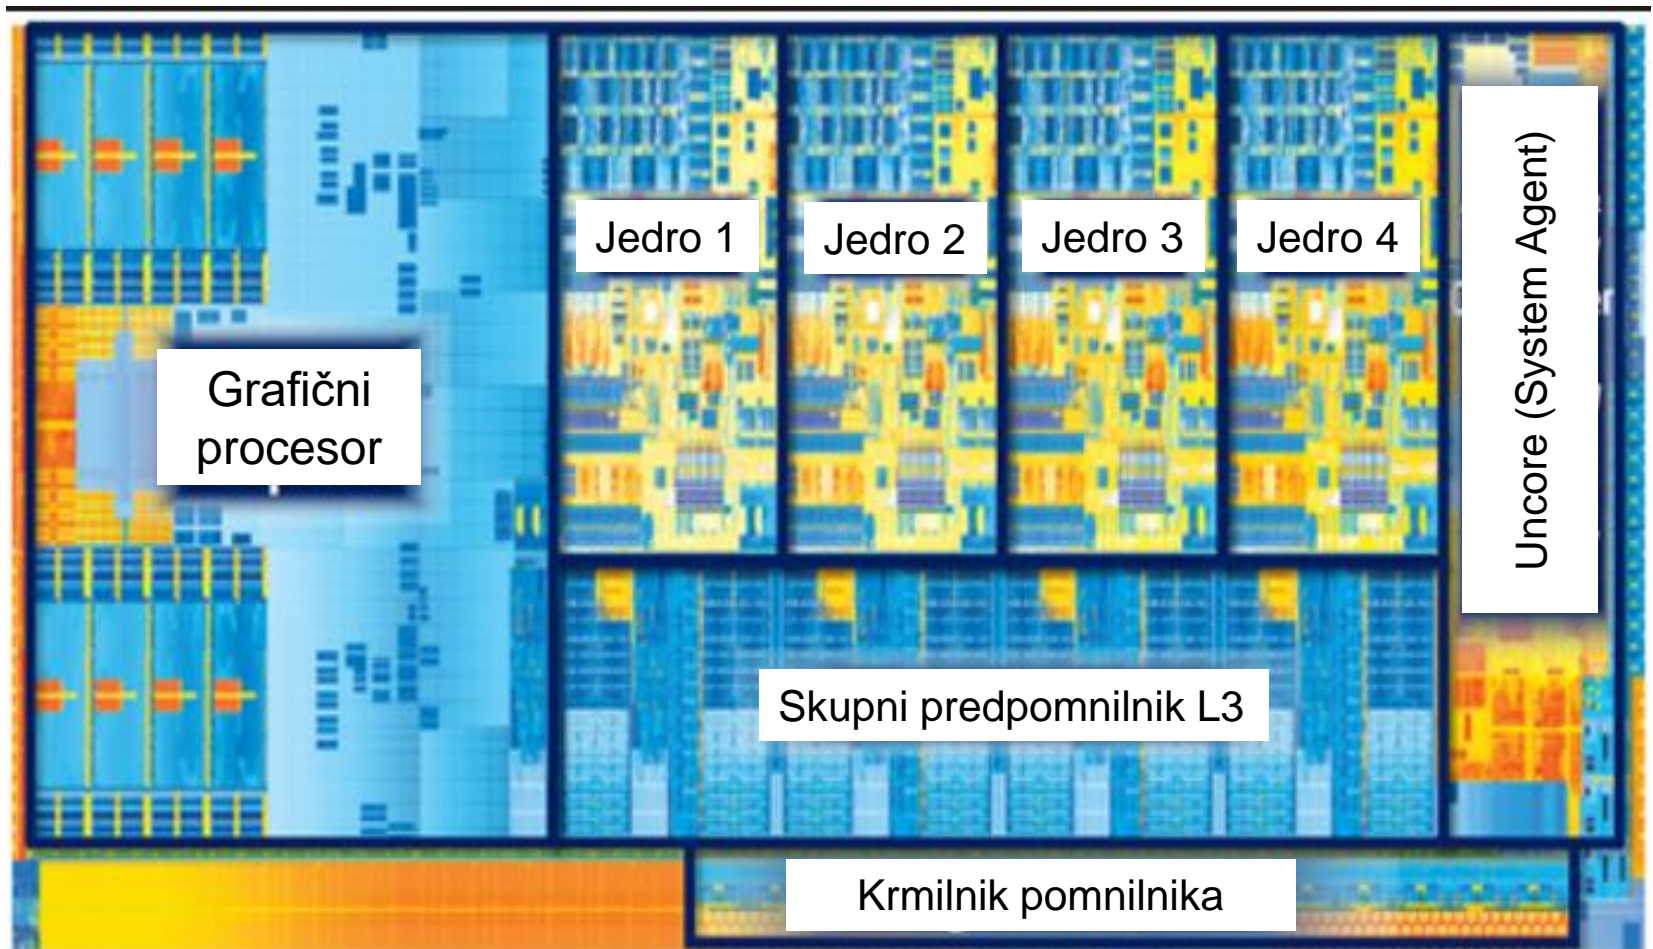 Jedro 1
Jedro 2
Jedro 3
Jedro 4
Uncore (System Agent)
Grafični
procesor
Skupni predpomnilnik L3
Krmilnik pomnilnika